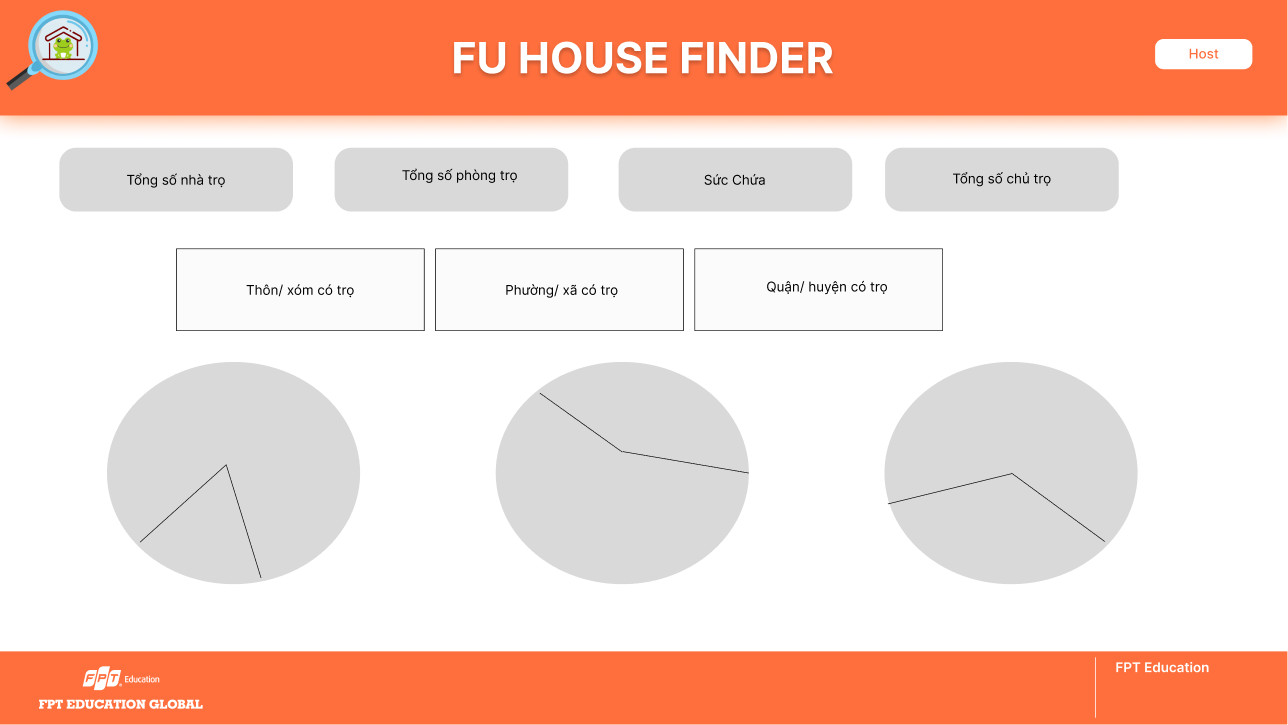 FU HOUSE FINDER
Host
Tổng số nhà trọ
Tổng số phòng trọ
Sức Chứa
Tổng số chủ trọ
Thôn/ xóm có trọ
Phường/ xã có trọ
Quận/ huyện có trọ
FPT Education
FPT EDUCATION GLOBAL
FPT Education